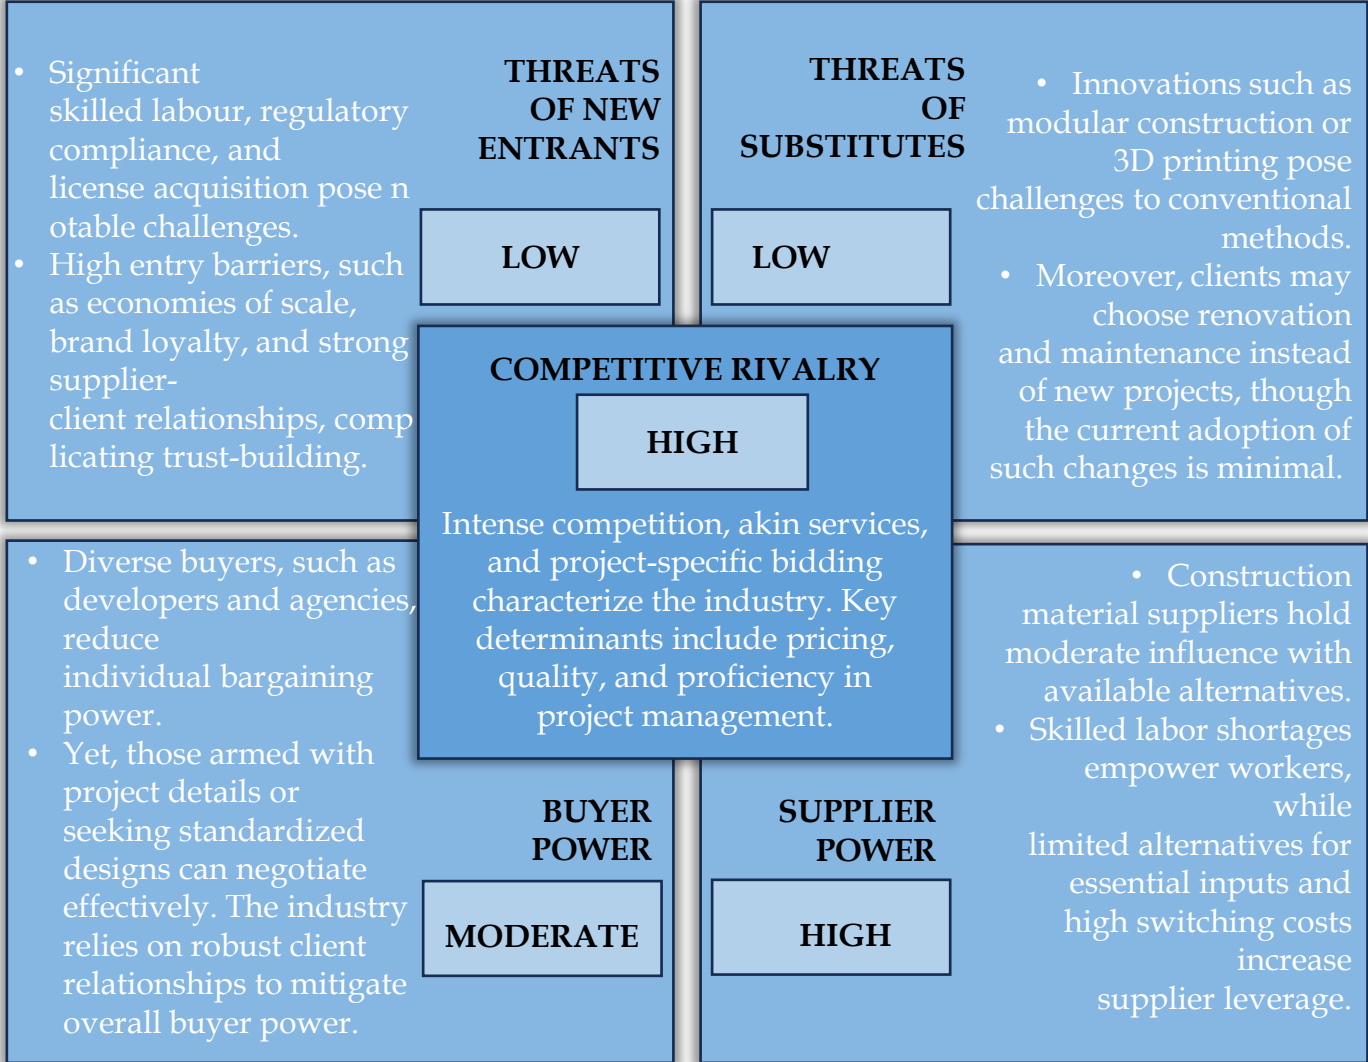 • Significant
skilled labour, regulatory
compliance, and
license acquisition pose n
otable challenges.
• High entry barriers, such
as economies of scale,
brand loyalty, and strong
supplier-
client relationships, comp
licating trust-building.
THREATS
OF NEW
ENTRANTS
LOW
THREATS
OF
SUBSTITUTES
LOW
• Innovations such as
modular construction or
3D printing pose
challenges to conventional
methods.
• Moreover, clients may
choose renovation
and maintenance instead
of new projects, though
the current adoption of
such changes is minimal.
COMPETITIVE RIVALRY
HIGH
Intense competition, akin services,
and project-specific bidding
characterize the industry. Key
determinants include pricing,
quality, and proficiency in
project management.
• Diverse buyers, such as
developers and agencies,
reduce
individual bargaining
power.
• Yet, those armed with
project details or
seeking standardized
designs can negotiate
effectively. The industry
relies on robust client
relationships to mitigate
overall buyer power.
BUYER
POWER
MODERATE
SUPPLIER
POWER
HIGH
• Construction
material suppliers hold
moderate influence with
available alternatives.
• Skilled labor shortages
empower workers,
while
limited alternatives for
essential inputs and
high switching costs
increase
supplier leverage.